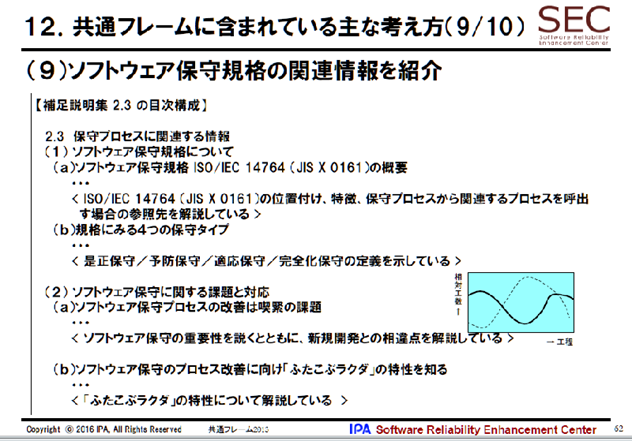 12. 共通フレームに含まれている主な考え方(9/10)
SEC
Software Reliability
Enhancement Center
(9)ソフトウェア保守規格の関連情報を紹介
【補足説明集 2.3 の目次構成】
2.3 保守プロセスに関連する情報
(1) ソフトウェア保守規格について
(a)ソフトウェア保守規格 ISO/IEC 14764 (JIS X 0161)の概要
・・・
< ISO/IEC 14764 (JIS X 0161)の位置付け、特徴、保守プロセスから関連するプロセスを呼出
す場合の参照先を解説している >
(b)規格にみる4つの保守タイプ
・・・
< 是正保守/予防保守/適応保守/完全化保守の定義を示している >
(2) ソフトウェア保守に関する課題と対応
(a)ソフトウェア保守プロセスの改善は喫緊の課題
・・・
< ソフトウェア保守の重要性を説くとともに、新規開発との相違点を解説している >
相対工数→
→工程
(b)ソフトウェア保守のプロセス改善に向け「ふたこぶラクダ」の特性を知る
・・・
< 「ふたこぶラクダ」の特性について解説している >
Copyright © 2016 IPA, All Rights Reserved
共通フレーム2013
IPA Software Reliability Enhancement Center
62